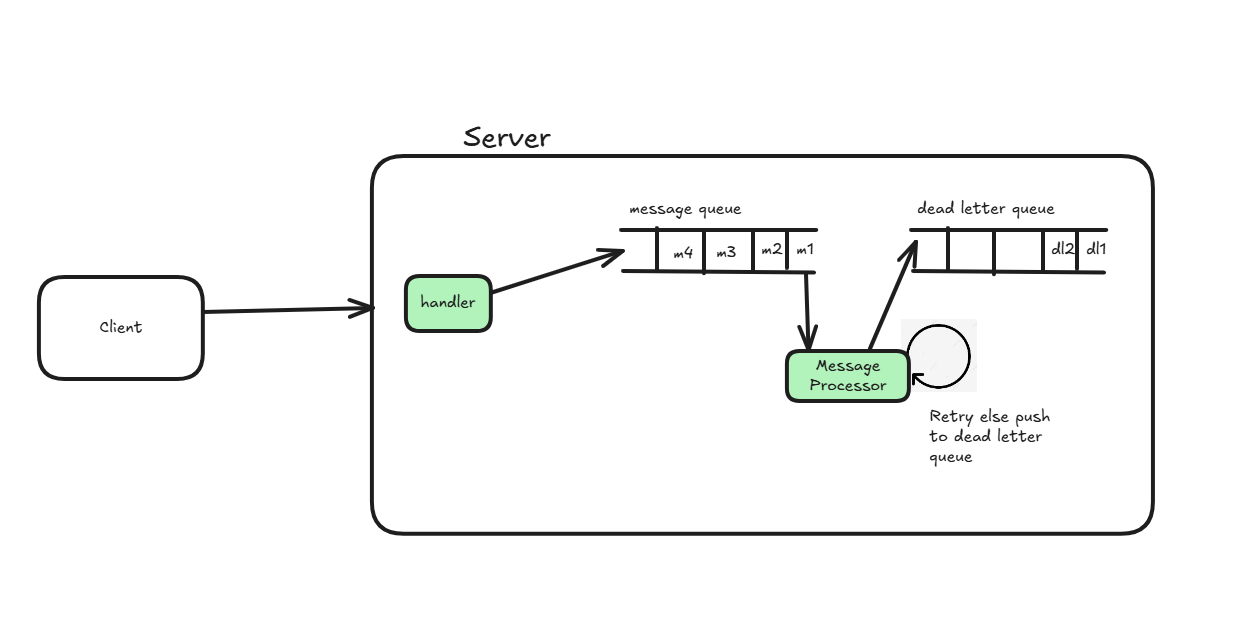 Server
message queue
dead letter queue
m4 m3 m2 m1
dl2 dl1
handler
Client
Message
Processor
Retry else push
to dead letter
queue